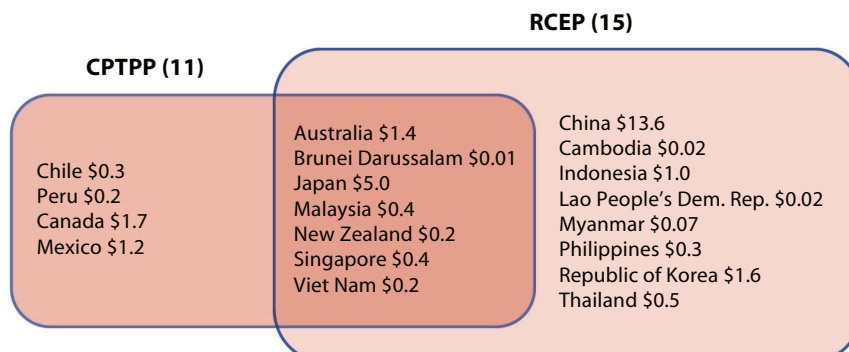 RCEP (15)
CPTPP (11)
Chile $0.3
Peru $0.2
Canada $1.7
Mexico $1.2
Australia $1.4
Brunei Darussalam $0.01
Japan $5.0
Malaysia $0.4
New Zealand $0.2
Singapore $0.4
Viet Nam $0.2
China $13.6
Cambodia $0.02
Indonesia $1.0
Lao People’s Dem. Rep. $0.02
Myanmar $0.07
Philippines $0.3
Republic of Korea $1.6
Thailand $0.5